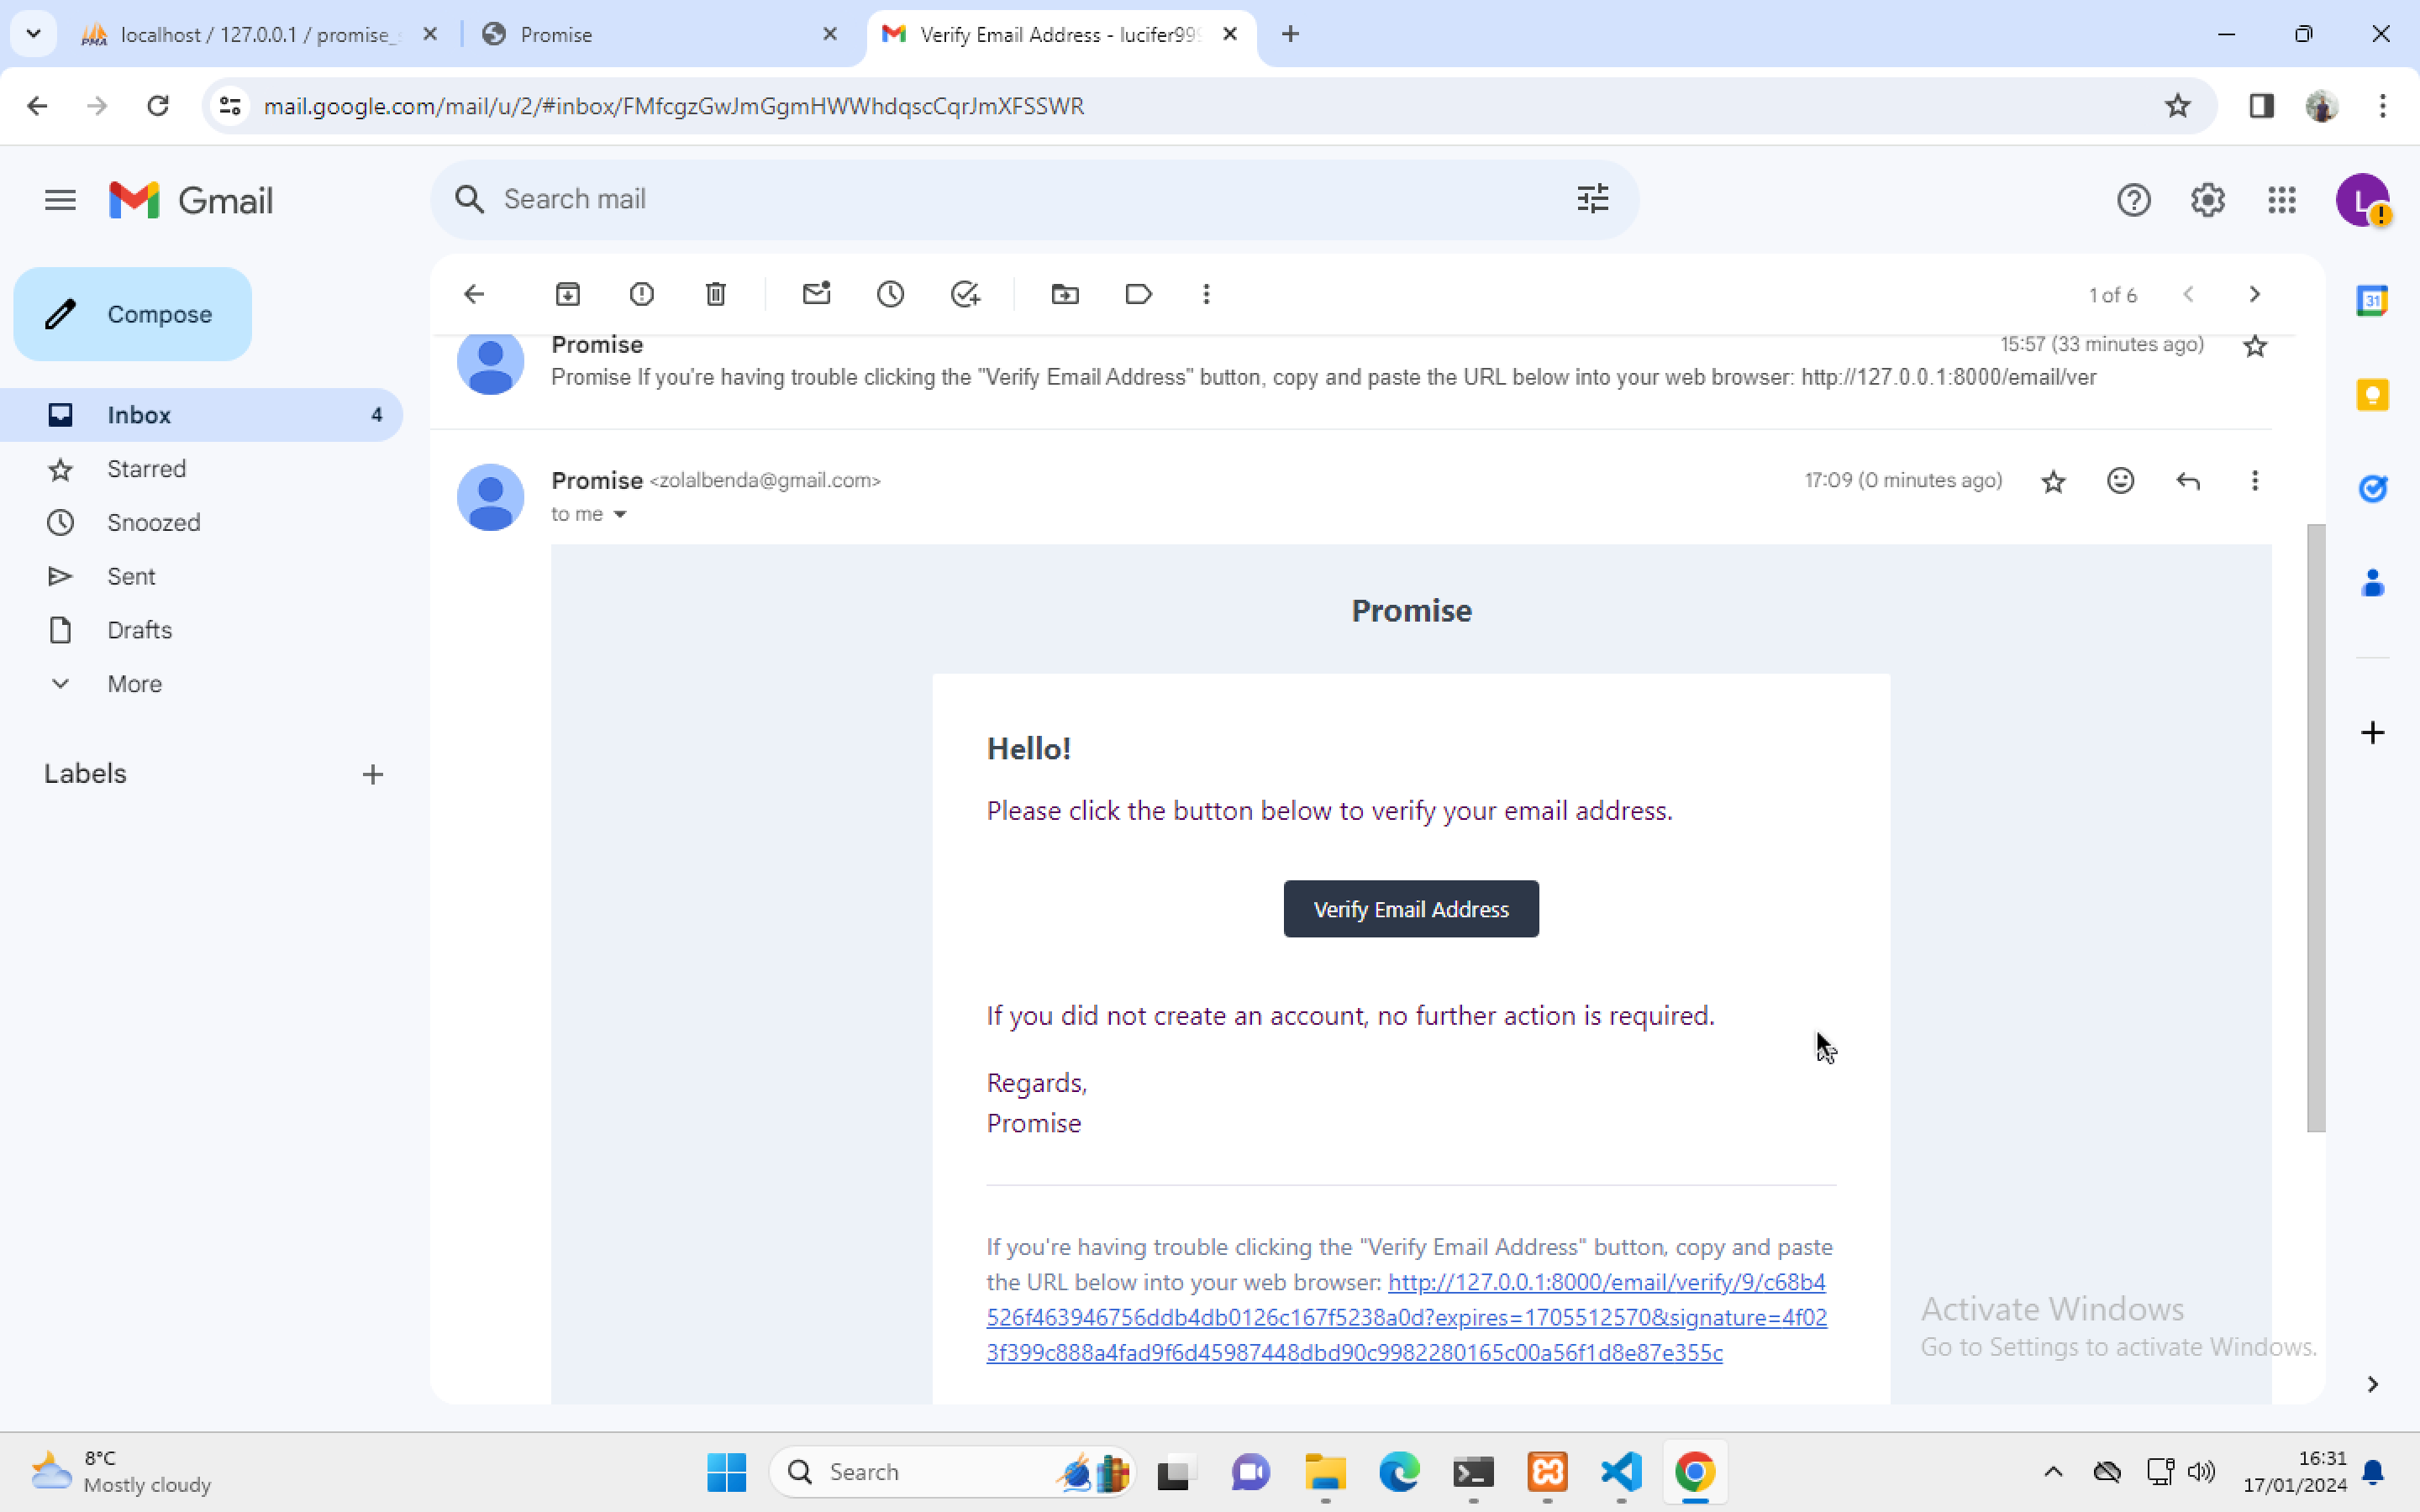 localhost / 127.0.0.1 / promise_s
Promise
Verify Email Address - lucifer999
mail.google.com/mail/u/2/#inbox/FMfcgzGwJmGgmHWWhdqscCqrJmXFSSWR
Gmail
Search mail
L
Compose
1 of 6
31
Promise
15:57 (33 minutes ago)
Promise If you're having trouble clicking the "Verify Email Address" button, copy and paste the URL below into your web browser: http://127.0.0.1:8000/email/ver
Inbox 4
Starred
Snoozed
Sent
Drafts
More
Labels
Promise <zolalbenda@gmail.com>
17:09 (0 minutes ago)
to me
Promise
Hello!
Please click the button below to verify your email address.
Verify Email Address
If you did not create an account, no further action is required.
Regards,
Promise
If you're having trouble clicking the "Verify Email Address" button, copy and paste
the URL below into your web browser: http://127.0.0.1:8000/email/verify/9/c68b4
526f463946756ddb4db0126c167f5238a0d?expires=1705512570&signature=4f02
3f399c888a4fad9f6d45987448dbd90c9982280165c00a56f1d8e87e355c
Activate Windows
Go to Settings to activate Windows.
8°C
Mostly cloudy
Search
16:31
17/01/2024